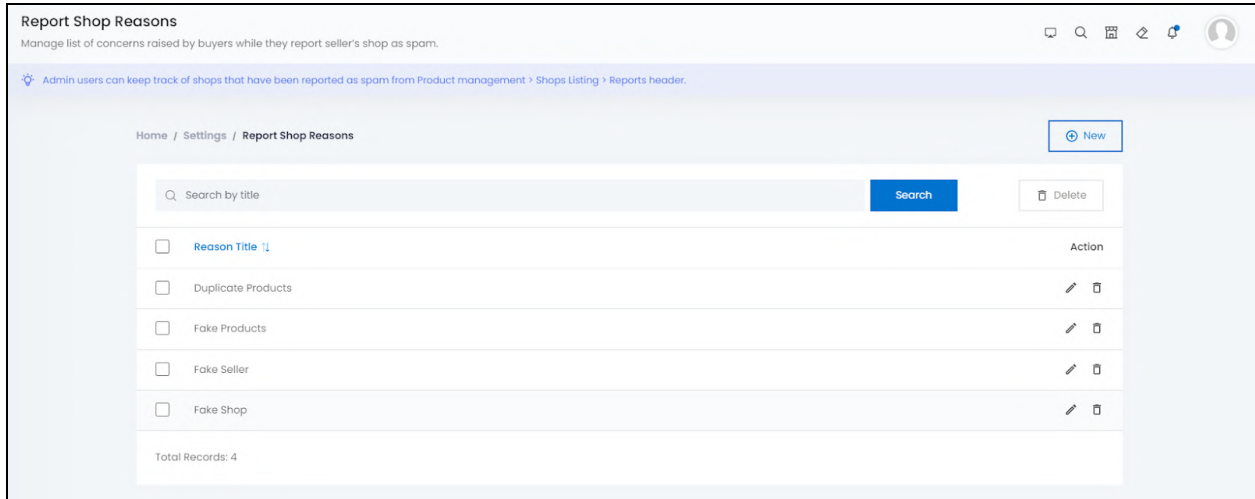 Report Shop Reasons
Manage list of concerns raised by buyers while they report seller's shop as spam.
Admin users can keep track of shops that have been reported as spam from Product management > Shops Listing > Reports header.
Home / Settings / Report Shop Reasons
New
Search by title
Search
Delete
Reason Title
Action
Duplicate Products
Fake Products
Fake Seller
Fake Shop
Total Records: 4